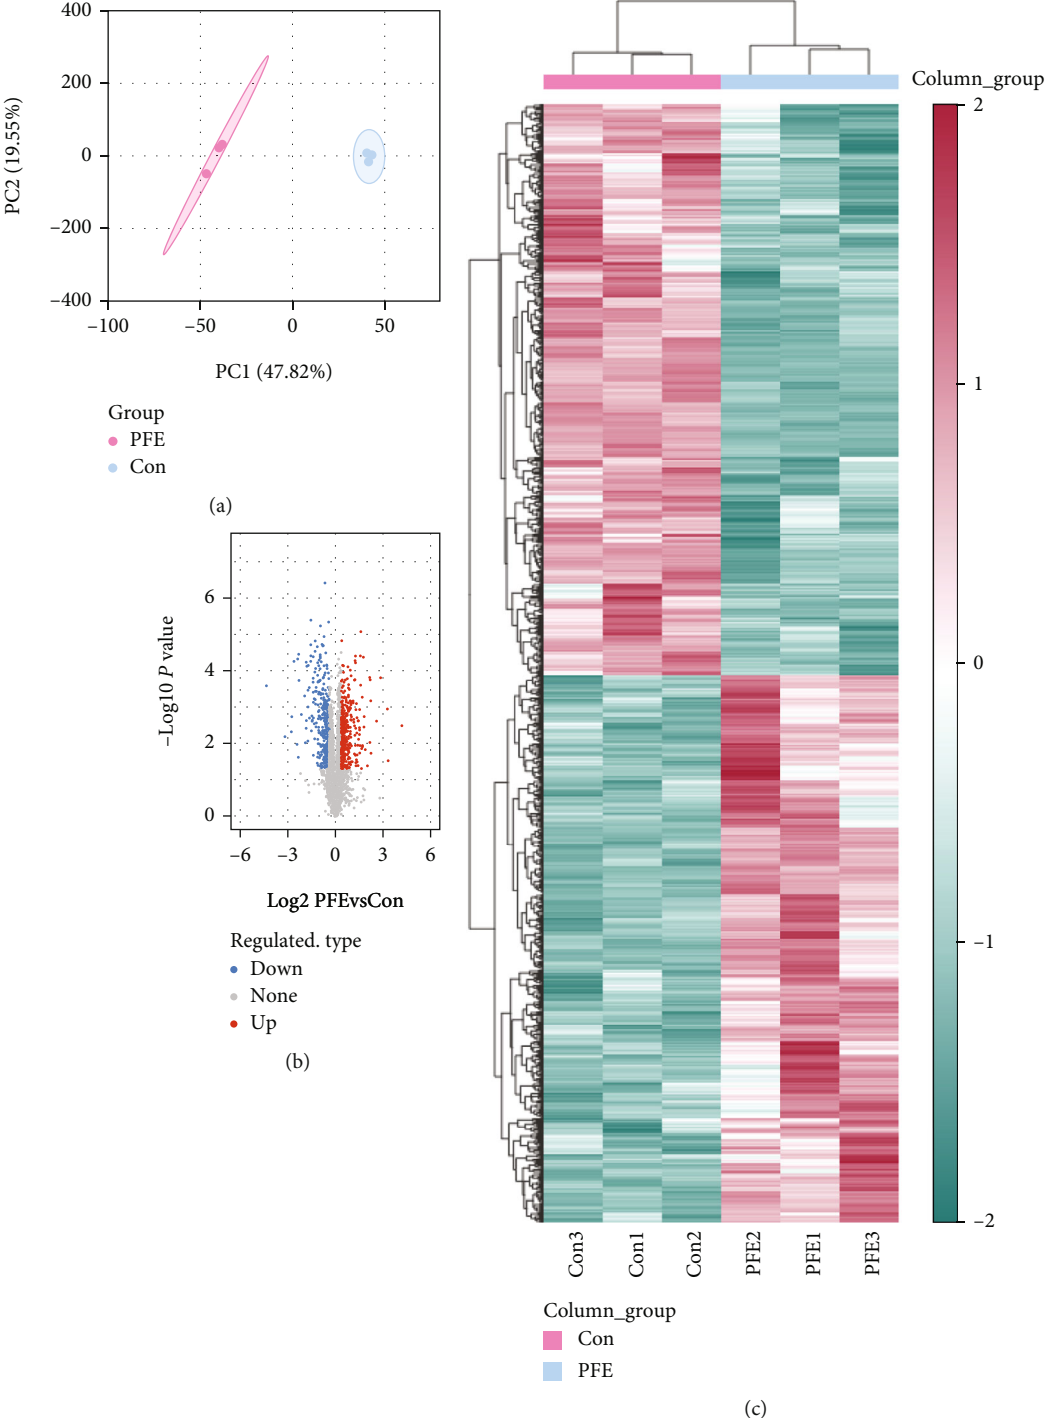 400
200
0
−200
−400
PC2 (19.55%)
−100
−50
0
50
PC1 (47.82%)
Group
PFE
Con
(a)
6
4
2
0
−Log10 P value
−6
−3
0
3
6
Log2 PFEvsCon
Regulated. type
Down
None
Up
(b)
Column_group
2
1
0
−1
−2
Con3
Con1
Con2
PFE2
PFE1
PFE3
Column_group
Con
PFE
(c)